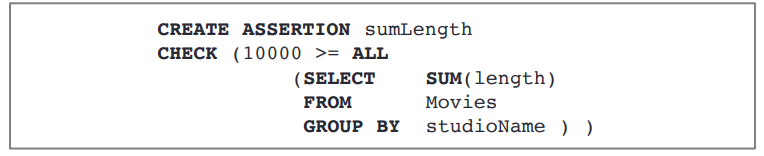 CREATE ASSERTION sumLength
CHECK (10000 >= ALL
(SELECT SUM(length)
FROM Movies
GROUP BY studioName ) )